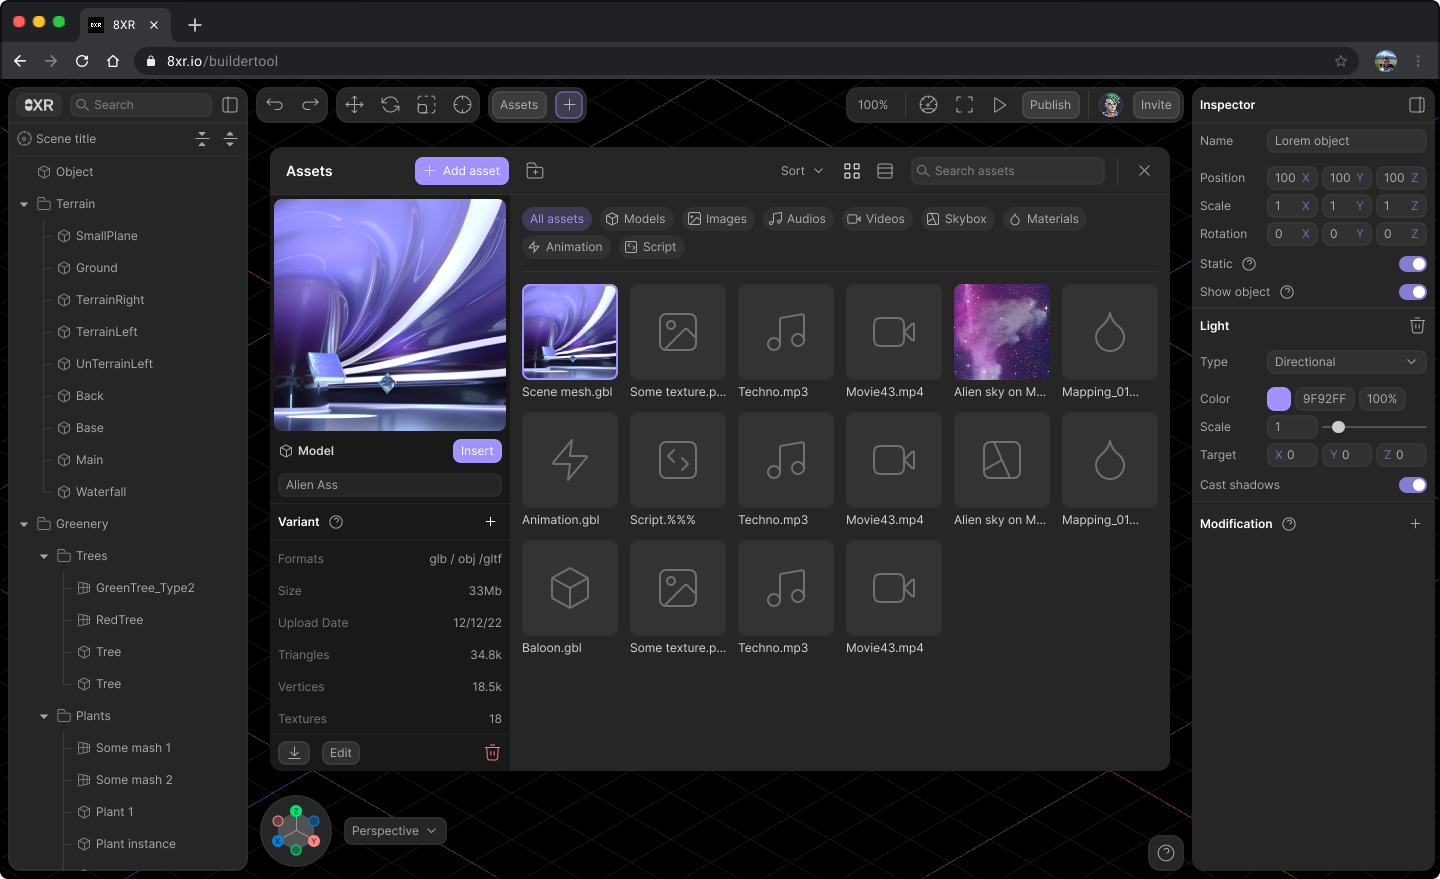 8XR
8XR
8xr.io/buildertool
8XR
Search
Assets
100%
Publish
Invite
Scene title
Object
Terrain
SmallPlane
Ground
TerrainRight
TerrainLeft
UnTerrainLeft
Back
Base
Main
Waterfall
Greenery
Trees
GreenTree_Type2
RedTree
Tree
Tree
Plants
Some mash 1
Some mash 2
Plant 1
Plant instance
Assets
Add asset
Sort
Search assets
Model
Insert
Alien Ass
Variant
Formats glb / obj /gltf
Size 33Mb
Upload Date 12/12/22
Triangles 34.8k
Vertices 18.5k
Textures 18
Edit
All assets Models Images Audios Videos Skybox Materials
Animation Script
Scene mesh.gbl Some texture.p... Techno.mp3 Movie43.mp4 Alien sky on M... Mapping_01...
Animation.gbl Script.%%% Techno.mp3 Movie43.mp4 Alien sky on M... Mapping_01...
Baloon.gbl Some texture.p... Techno.mp3 Movie43.mp4
Z
X Y
Perspective
Inspector
Name Lorem object
Position 100 X 100 Y 100 Z
Scale 1 X 1 Y 1 Z
Rotation 0 X 0 Y 0 Z
Static
Show object
Light
Type Directional
Color 9F92FF 100%
Scale 1
Target X 0 Y 0 Z 0
Cast shadows
Modification